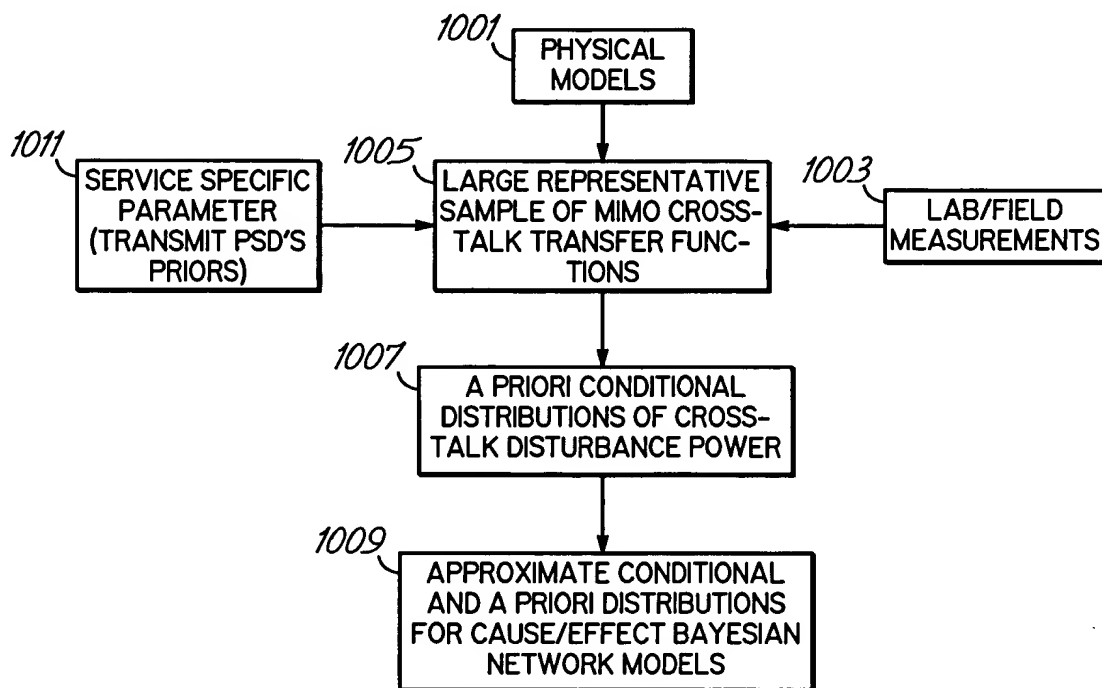 1001
PHYSICAL
MODELS
1011
SERVICE SPECIFIC
PARAMETER
(TRANSMIT PSD'S
PRIORS)
1005
LARGE REPRESENTATIVE
SAMPLE OF MIMO CROSS-
TALK TRANSFER FUNC-
TIONS
1003
LAB/FIELD
MEASUREMENTS
1007
A PRIORI CONDITIONAL
DISTRIBUTIONS OF CROSS-
TALK DISTURBANCE POWER
1009
APPROXIMATE CONDITIONAL
AND A PRIORI DISTRIBUTIONS
FOR CAUSE/EFFECT BAYESIAN
NETWORK MODELS